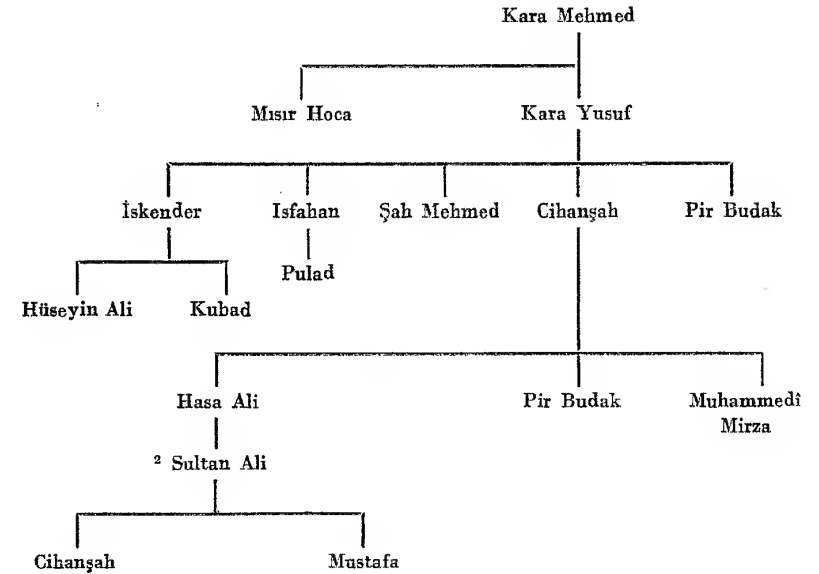 Kara Mehmed
Mısır Hoca Kara Yusuf
İskender Isfahan Şah Mehmed Cihanşah Pir Budak
Pulad
Hüseyin Ali Kubad
Hasa Ali Pir Budak Muhammedî
Mirza
² Sultan Ali
Cihanşah Mustafa